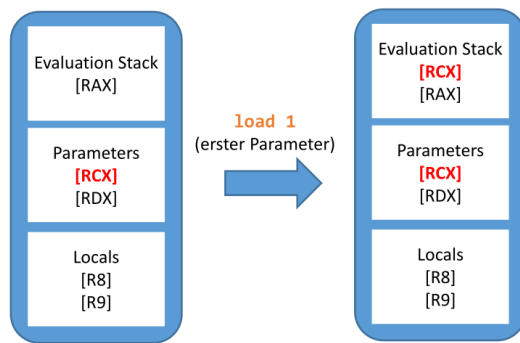 Evaluation Stack
[RAX]
Parameters
[RCX]
[RDX]
Locals
[R8]
[R9]
load 1
(erster Parameter)
Evaluation Stack
[RCX]
[RAX]
Parameters
[RCX]
[RDX]
Locals
[R8]
[R9]